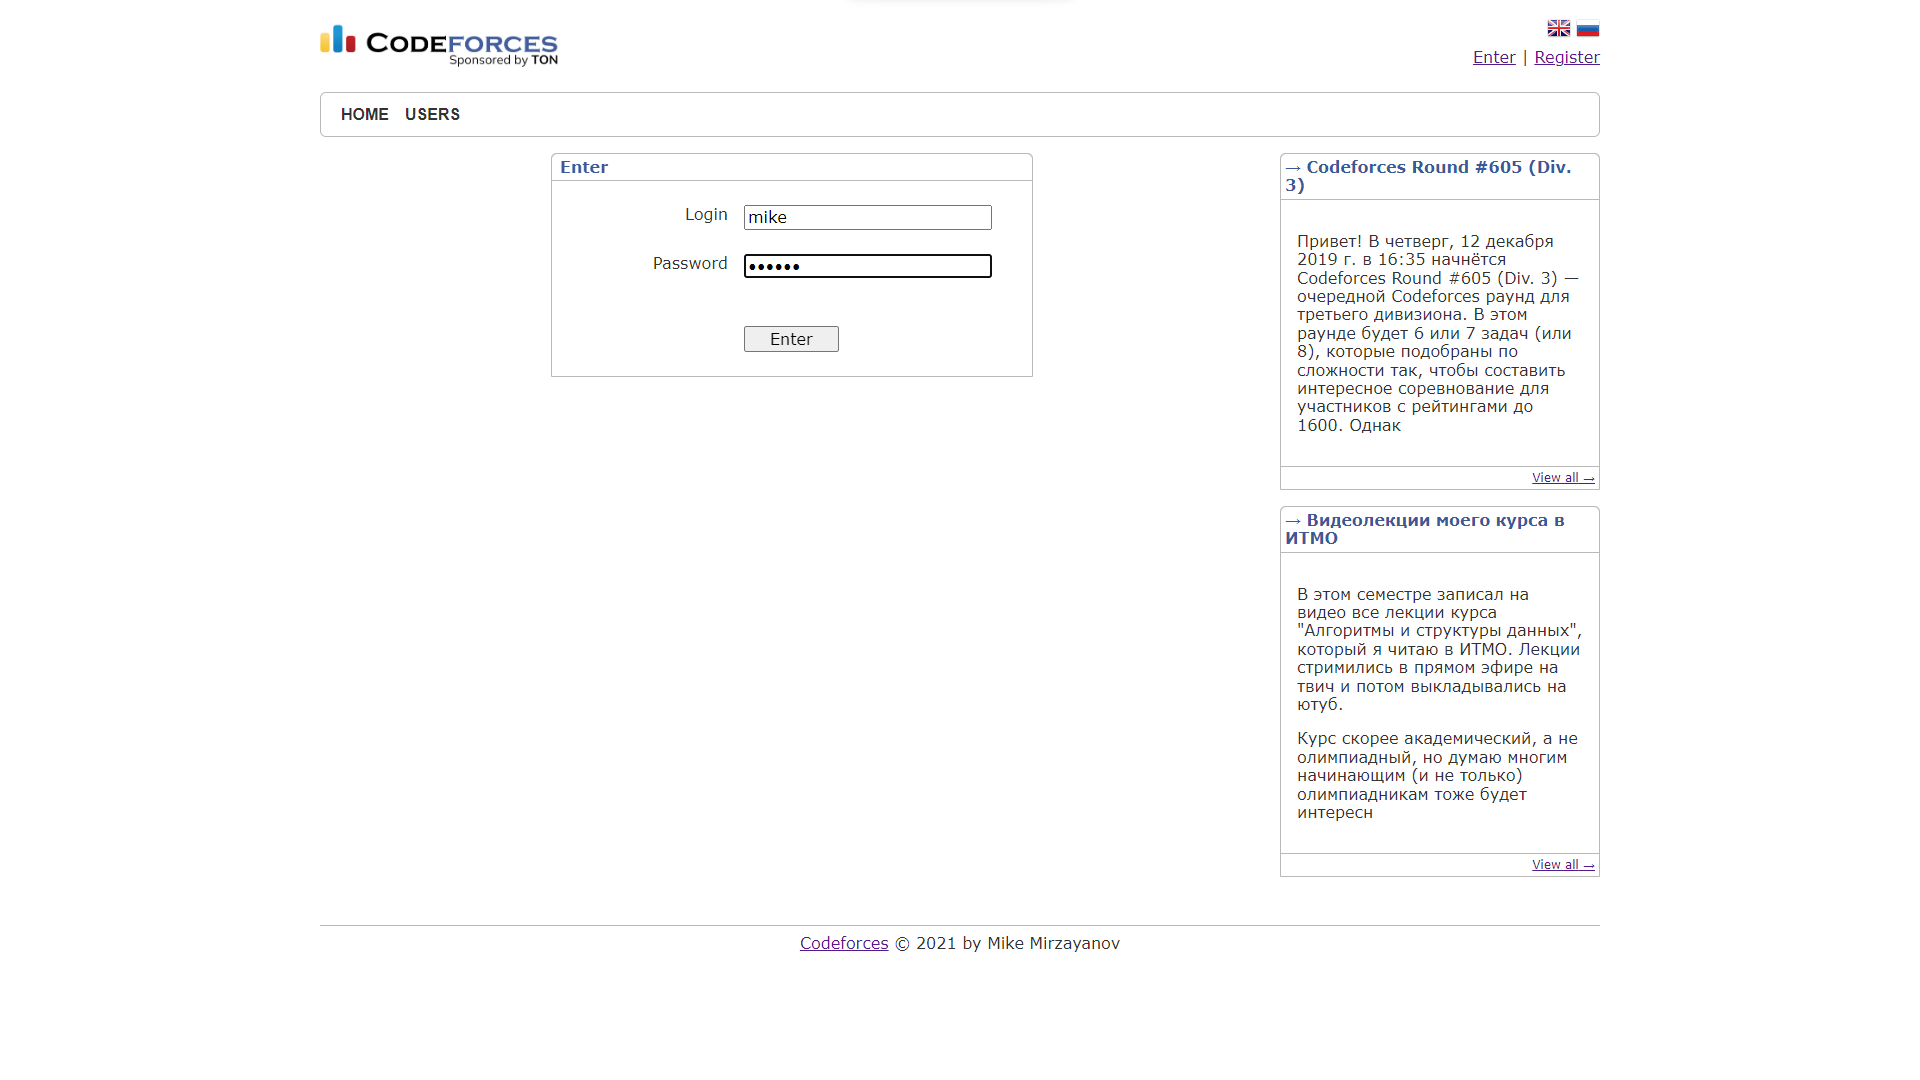 CODEFORCES
Sponsored by TON
Enter | Register
HOME USERS
Enter
Login mike
Password ••••••
Enter
→ Codeforces Round #605 (Div.
3)
Привет! В четверг, 12 декабря
2019 г. в 16:35 начнётся
Codeforces Round #605 (Div. 3) —
очередной Codeforces раунд для
третьего дивизиона. В этом
раунде будет 6 или 7 задач (или
8), которые подобраны по
сложности так, чтобы составить
интересное соревнование для
участников с рейтингами до
1600. Однак
View all →
→ Видеолекции моего курса в
ИТМО
В этом семестре записал на
видео все лекции курса
"Алгоритмы и структуры данных",
который я читаю в ИТМО. Лекции
стримились в прямом эфире на
твич и потом выкладывались на
ютуб.
Курс скорее академический, а не
олимпиадный, но думаю многим
начинающим (и не только)
олимпиадникам тоже будет
интересн
View all →
Codeforces © 2021 by Mike Mirzayanov